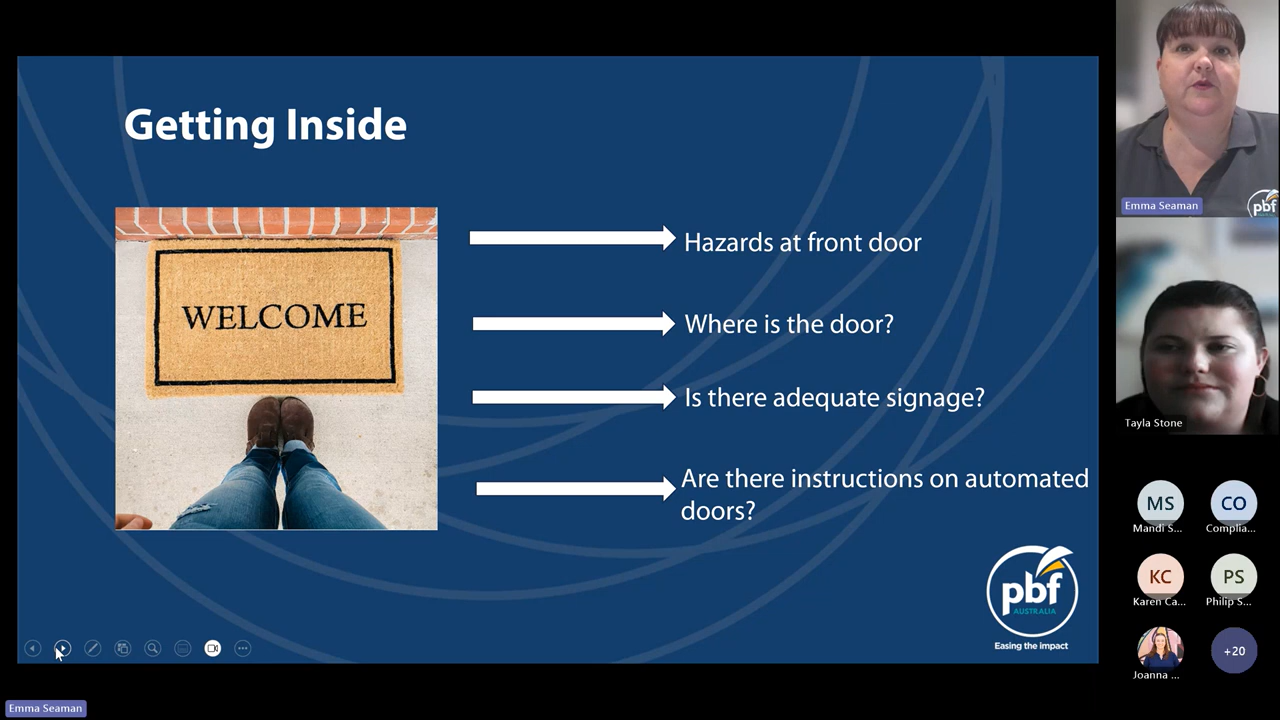 Getting Inside
WELCOME
Hazards at front door
Where is the door?
Is there adequate signage?
Are there instructions on automated
doors?
pbf
AUSTRALIA
Easing the impact
Emma Seaman
pbf
Tayla Stone
MS
Mandi S...
CO
Complia...
KC
Karen Ca...
PS
Philip S...
Joanna ...
+20
Emma Seaman